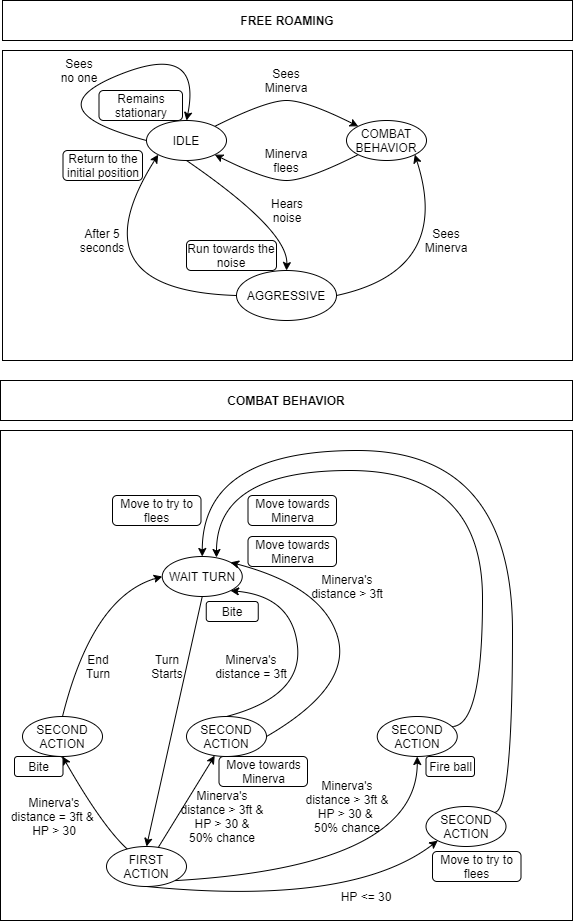 FREE ROAMING
Sees
no one
Remains
stationary
Sees
Minerva
IDLE
COMBAT
BEHAVIOR
Return to the
initial position
Minerva
flees
Hears
noise
After 5
seconds
Run towards the
noise
Sees
Minerva
AGGRESSIVE
COMBAT BEHAVIOR
Move to try to
flees
Move towards
Minerva
Move towards
Minerva
WAIT TURN
Minerva's
distance > 3ft
Bite
End
Turn
Turn
Starts
Minerva's
distance = 3ft
SECOND
ACTION
SECOND
ACTION
SECOND
ACTION
Bite
Move towards
Minerva
Fire ball
Minerva's
distance = 3ft &
HP > 30
Minerva's
distance > 3ft &
HP > 30 &
50% chance
Minerva's
distance > 3ft &
HP > 30 &
50% chance
SECOND
ACTION
FIRST
ACTION
Move to try to
flees
HP <= 30